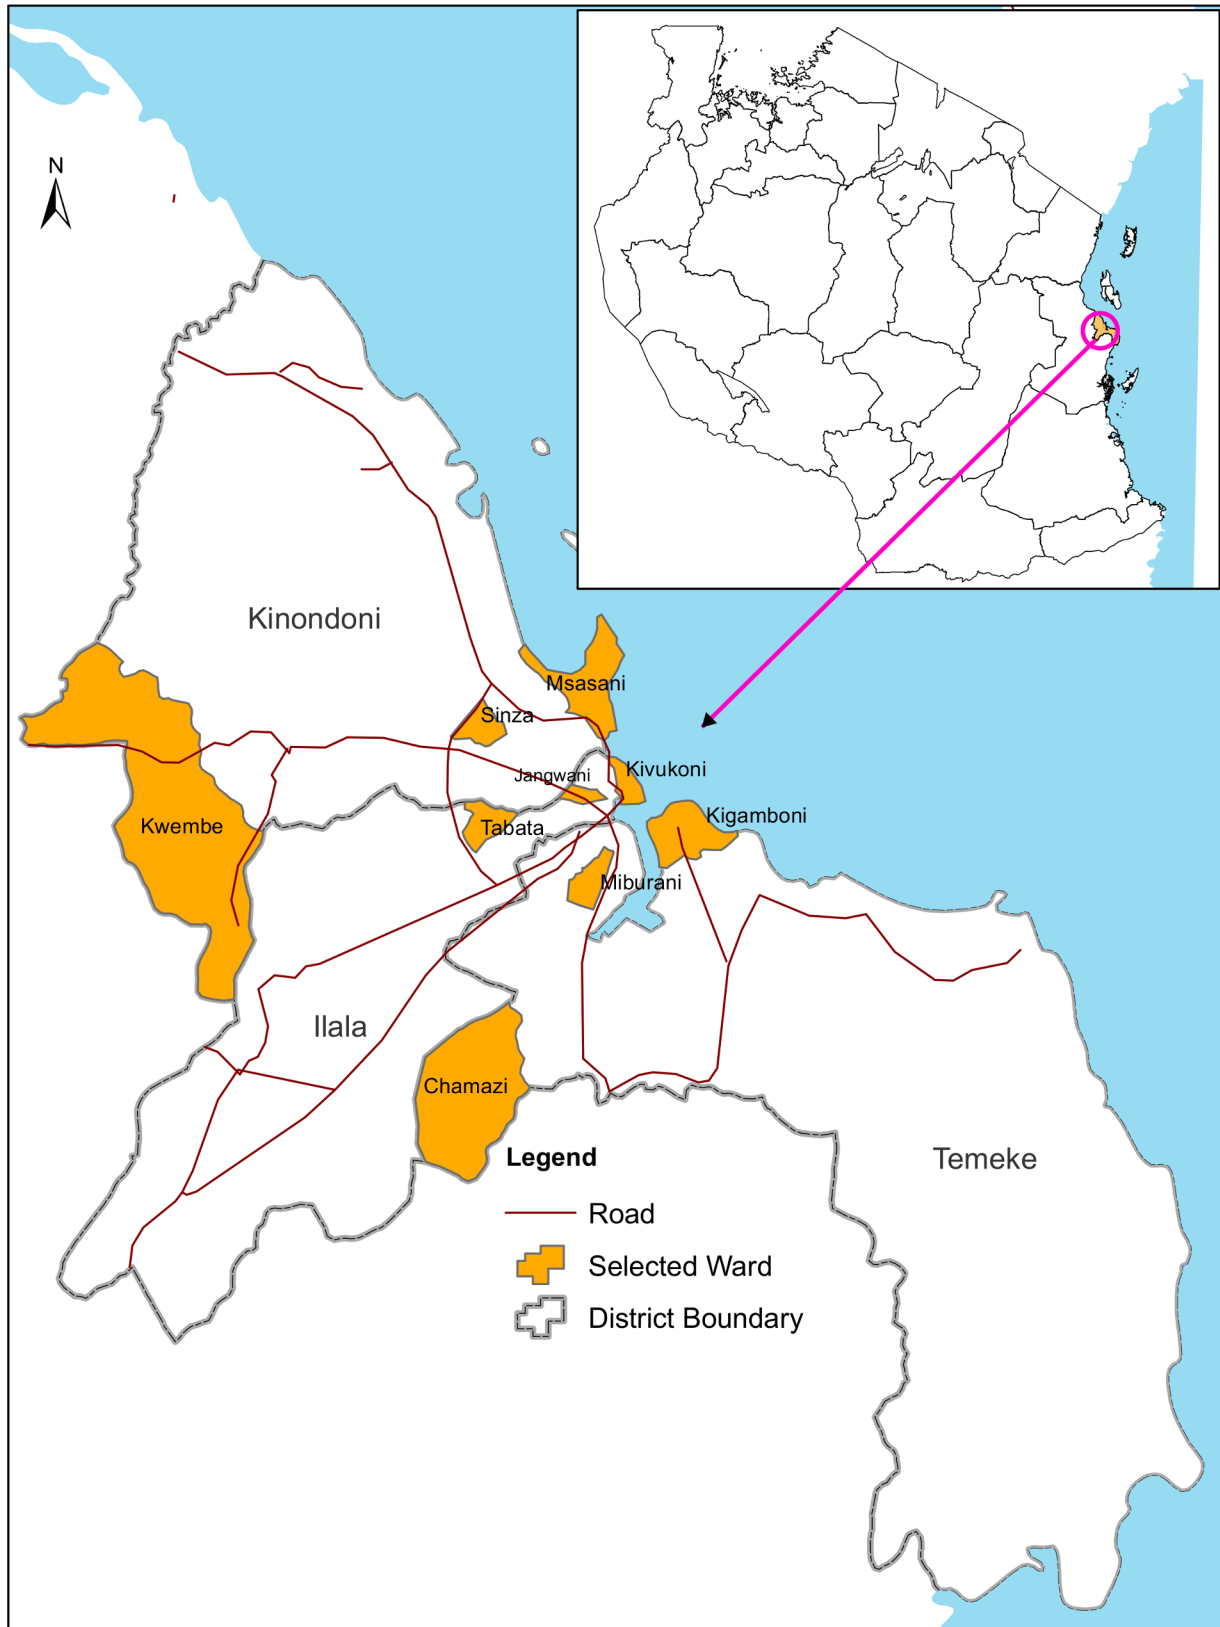 N
Kinondoni
Msasani
Sinza
Kivukoni
Jangwani
Kigamboni
Kwembe
Tabata
Miburani
Ilala
Chamazi
Temeke
Legend
Road
Selected Ward
District Boundary